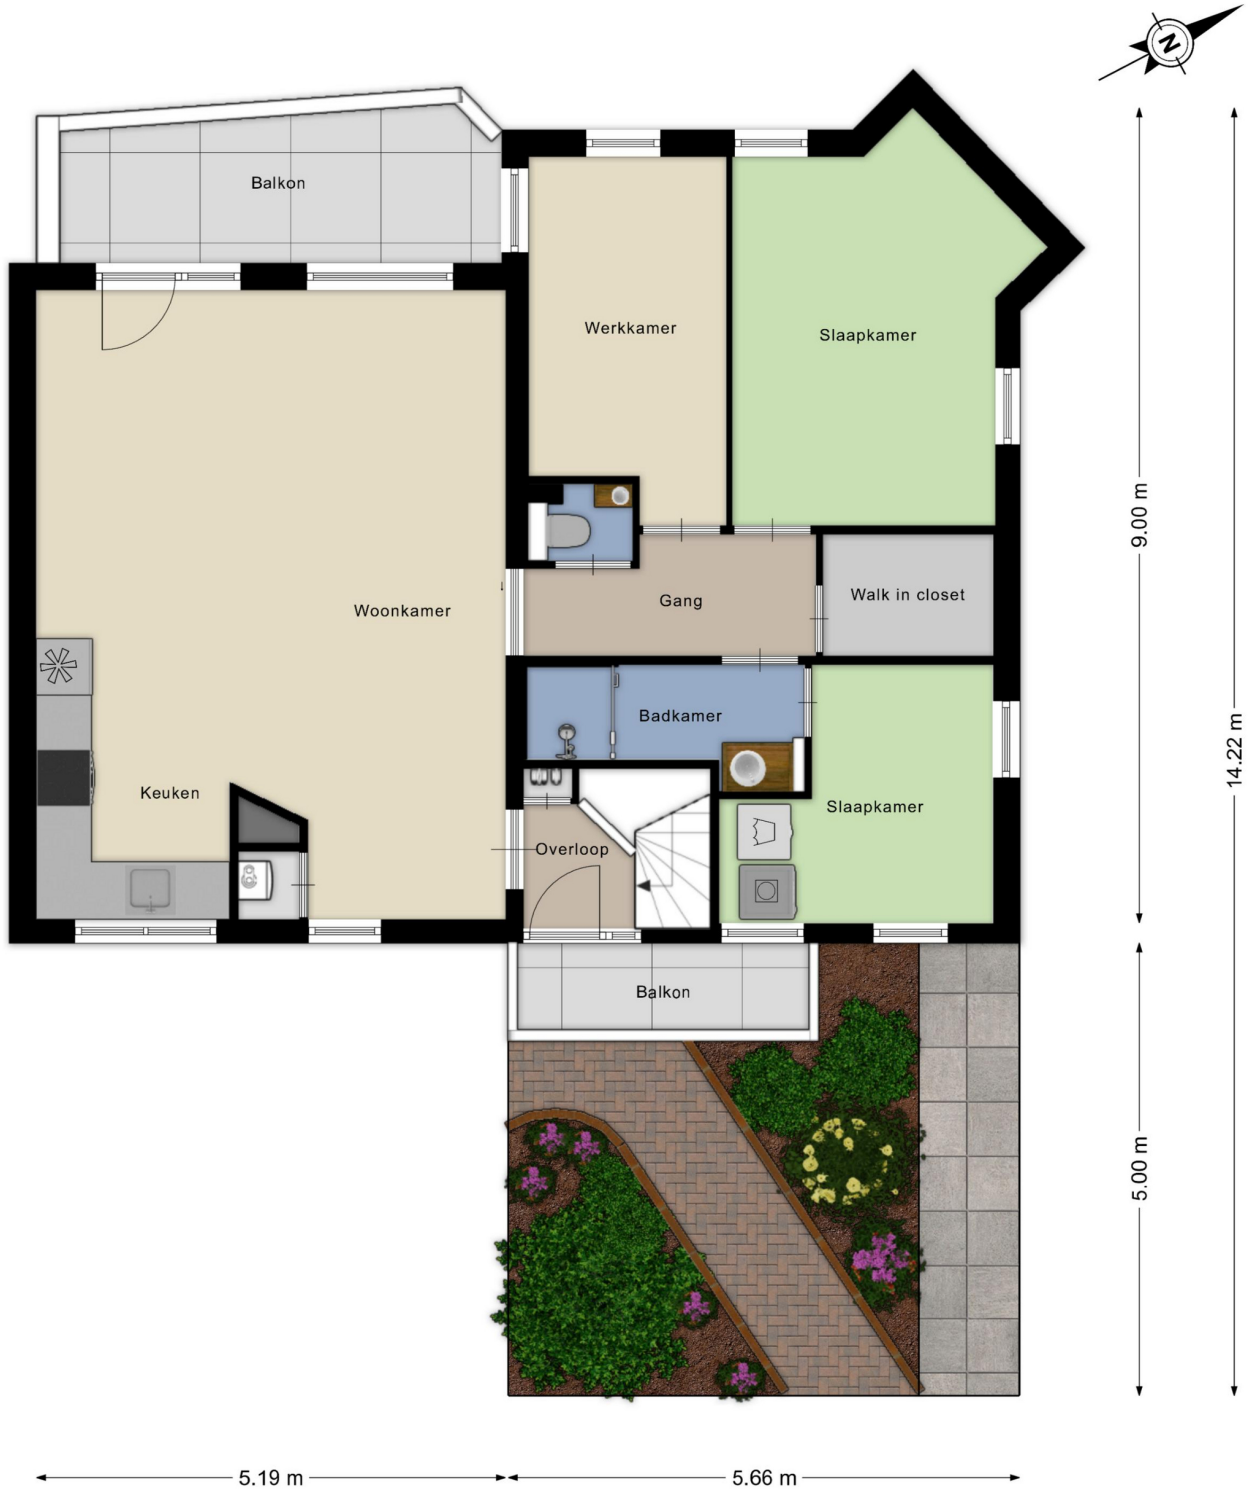 N
Balkon
Werkkamer
Slaapkamer
9.00 m
Woonkamer
Gang
Walk in closet
Badkamer
14.22 m
Keuken
Slaapkamer
Overloop
Balkon
5.00 m
5.19 m
5.66 m